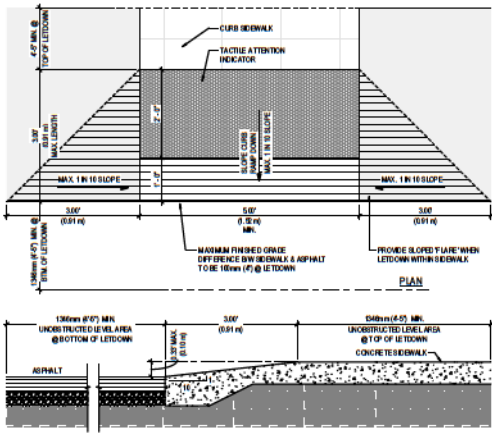 CURB SIDEWALK
TACTILE ATTENTION
INDICATOR
4'-5" MIN. @
TOP OF LETDOWN
3.00'
(0.91 m)
MAX. LENGTH
2'-0"
1'-0"
SLOPE CURB
RAMP DOWN
MAX. 1 IN 10 SLOPE
MAX. 1 IN 10 SLOPE
MAX. 1 IN 10 SLOPE
1346mm (4'-5") MIN. @
BTM. OF LETDOWN
3.00'
(0.91 m)
5.00'
(1.52 m)
MIN.
3.00'
(0.91 m)
MAXIMUM FINISHED GRADE
DIFFERENCE B/W SIDEWALK & ASPHALT
TO BE 100mm (4") @ LETDOWN
PROVIDE SLOPED 'FLARE' WHEN
LETDOWN WITHIN SIDEWALK
PLAN
MIN.
UNOBSTRUCTED LEVEL AREA
@ BOTTOM OF LETDOWN
3.00'
(0.91 m)
1346mm (4'-5") MIN.
UNOBSTRUCTED LEVEL AREA
@ TOP OF LETDOWN
CONCRETE SIDEWALK
ASPHALT
0.33' MAX.
(0.10 m)
10